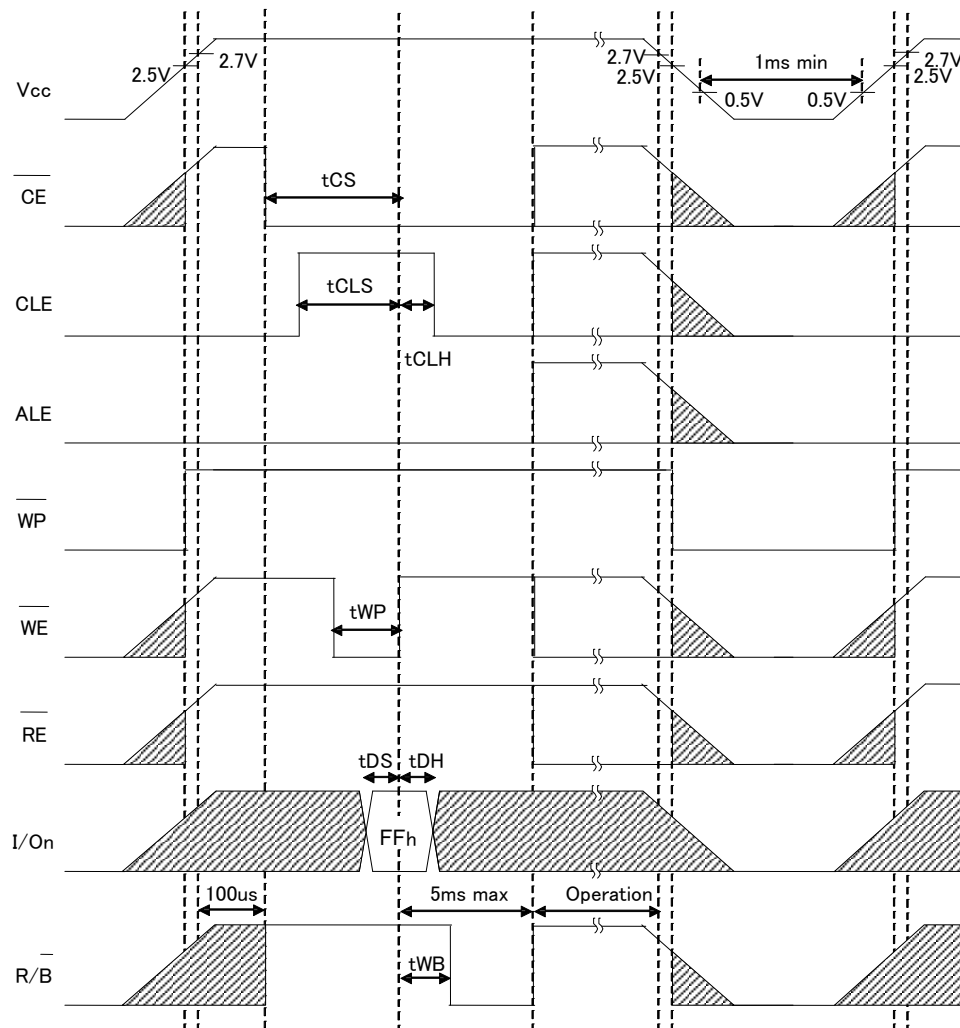 Vcc
2.5V
2.7V
2.7V
2.5V
1ms min
0.5V
0.5V
2.7V
2.5V
CE
tCS
CLE
tCLS
tCLH
ALE
WP
WE
tWP
RE
tDS
tDH
I/On
FFh
100us
5ms max
Operation
R/B
tWB